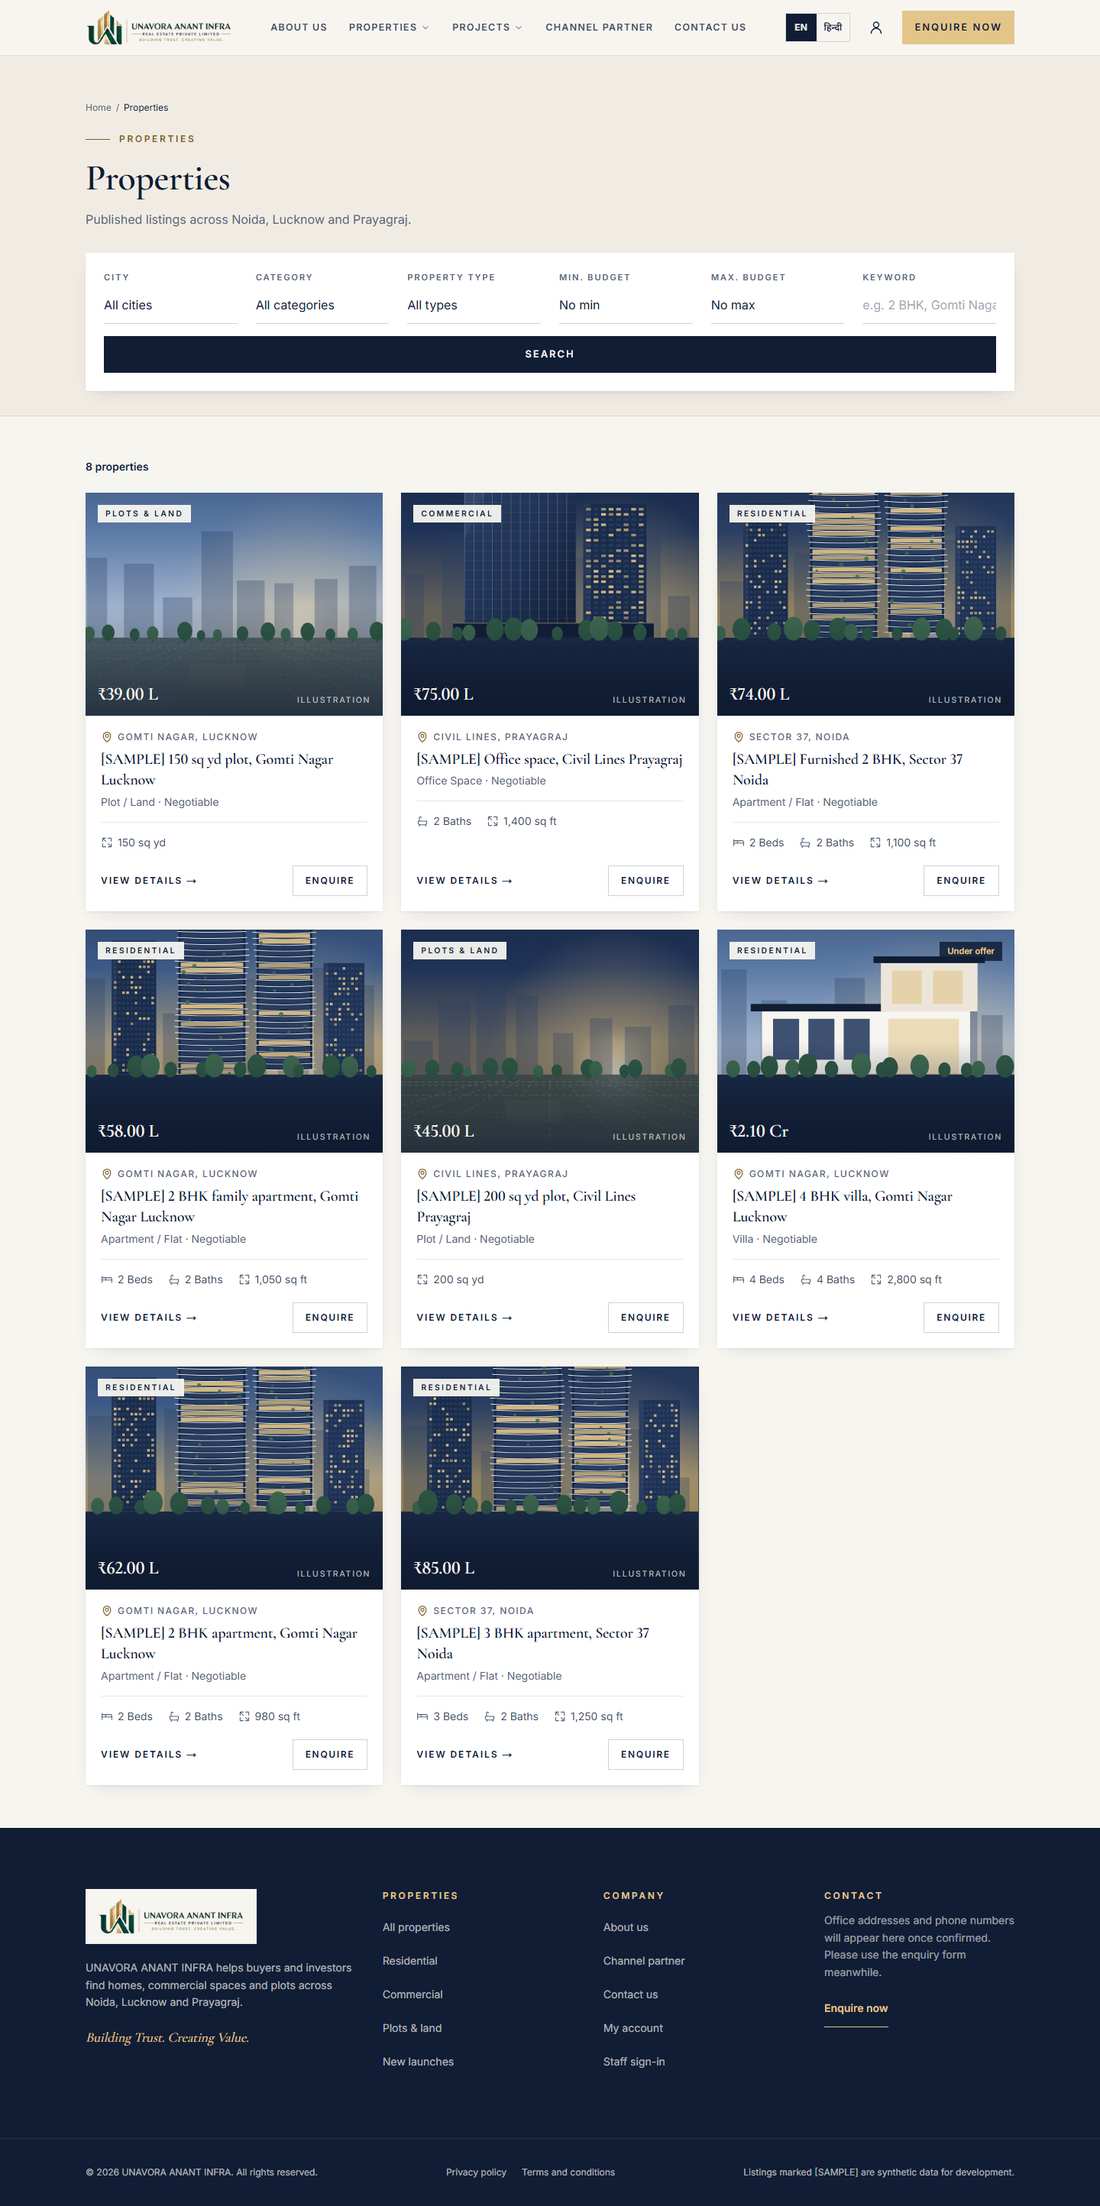 UNAVORA ANANT INFRA
REAL ESTATE PRIVATE LIMITED
BUILDING TRUST. CREATING VALUE.
ABOUT US
PROPERTIES
PROJECTS
CHANNEL PARTNER
CONTACT US
EN
हिन्दी
ENQUIRE NOW
Home / Properties
PROPERTIES
Properties
Published listings across Noida, Lucknow and Prayagraj.
CITY
All cities
CATEGORY
All categories
PROPERTY TYPE
All types
MIN. BUDGET
No min
MAX. BUDGET
No max
KEYWORD
e.g. 2 BHK, Gomti Naga
SEARCH
8 properties
PLOTS & LAND
₹39.00 L
ILLUSTRATION
GOMTI NAGAR, LUCKNOW
[SAMPLE] 150 sq yd plot, Gomti Nagar
Lucknow
Plot / Land · Negotiable
150 sq yd
VIEW DETAILS →
ENQUIRE
COMMERCIAL
₹75.00 L
ILLUSTRATION
CIVIL LINES, PRAYAGRAJ
[SAMPLE] Office space, Civil Lines Prayagraj
Office Space · Negotiable
2 Baths
1,400 sq ft
VIEW DETAILS →
ENQUIRE
RESIDENTIAL
₹74.00 L
ILLUSTRATION
SECTOR 37, NOIDA
[SAMPLE] Furnished 2 BHK, Sector 37
Noida
Apartment / Flat · Negotiable
2 Beds
2 Baths
1,100 sq ft
VIEW DETAILS →
ENQUIRE
RESIDENTIAL
₹58.00 L
ILLUSTRATION
GOMTI NAGAR, LUCKNOW
[SAMPLE] 2 BHK family apartment, Gomti
Nagar Lucknow
Apartment / Flat · Negotiable
2 Beds
2 Baths
1,050 sq ft
VIEW DETAILS →
ENQUIRE
PLOTS & LAND
₹45.00 L
ILLUSTRATION
CIVIL LINES, PRAYAGRAJ
[SAMPLE] 200 sq yd plot, Civil Lines
Prayagraj
Plot / Land · Negotiable
200 sq yd
VIEW DETAILS →
ENQUIRE
RESIDENTIAL
Under offer
₹2.10 Cr
ILLUSTRATION
GOMTI NAGAR, LUCKNOW
[SAMPLE] 4 BHK villa, Gomti Nagar
Lucknow
Villa · Negotiable
4 Beds
4 Baths
2,800 sq ft
VIEW DETAILS →
ENQUIRE
RESIDENTIAL
₹62.00 L
ILLUSTRATION
GOMTI NAGAR, LUCKNOW
[SAMPLE] 2 BHK apartment, Gomti Nagar
Lucknow
Apartment / Flat · Negotiable
2 Beds
2 Baths
980 sq ft
VIEW DETAILS →
ENQUIRE
RESIDENTIAL
₹85.00 L
ILLUSTRATION
SECTOR 37, NOIDA
[SAMPLE] 3 BHK apartment, Sector 37
Noida
Apartment / Flat · Negotiable
3 Beds
2 Baths
1,250 sq ft
VIEW DETAILS →
ENQUIRE
UNAVORA ANANT INFRA
REAL ESTATE PRIVATE LIMITED
BUILDING TRUST. CREATING VALUE.
UNAVORA ANANT INFRA helps buyers and investors
find homes, commercial spaces and plots across
Noida, Lucknow and Prayagraj.
Building Trust. Creating Value.
PROPERTIES
All properties
Residential
Commercial
Plots & land
New launches
COMPANY
About us
Channel partner
Contact us
My account
Staff sign-in
CONTACT
Office addresses and phone numbers
will appear here once confirmed.
Please use the enquiry form
meanwhile.
Enquire now
© 2026 UNAVORA ANANT INFRA. All rights reserved.
Privacy policy
Terms and conditions
Listings marked [SAMPLE] are synthetic data for development.